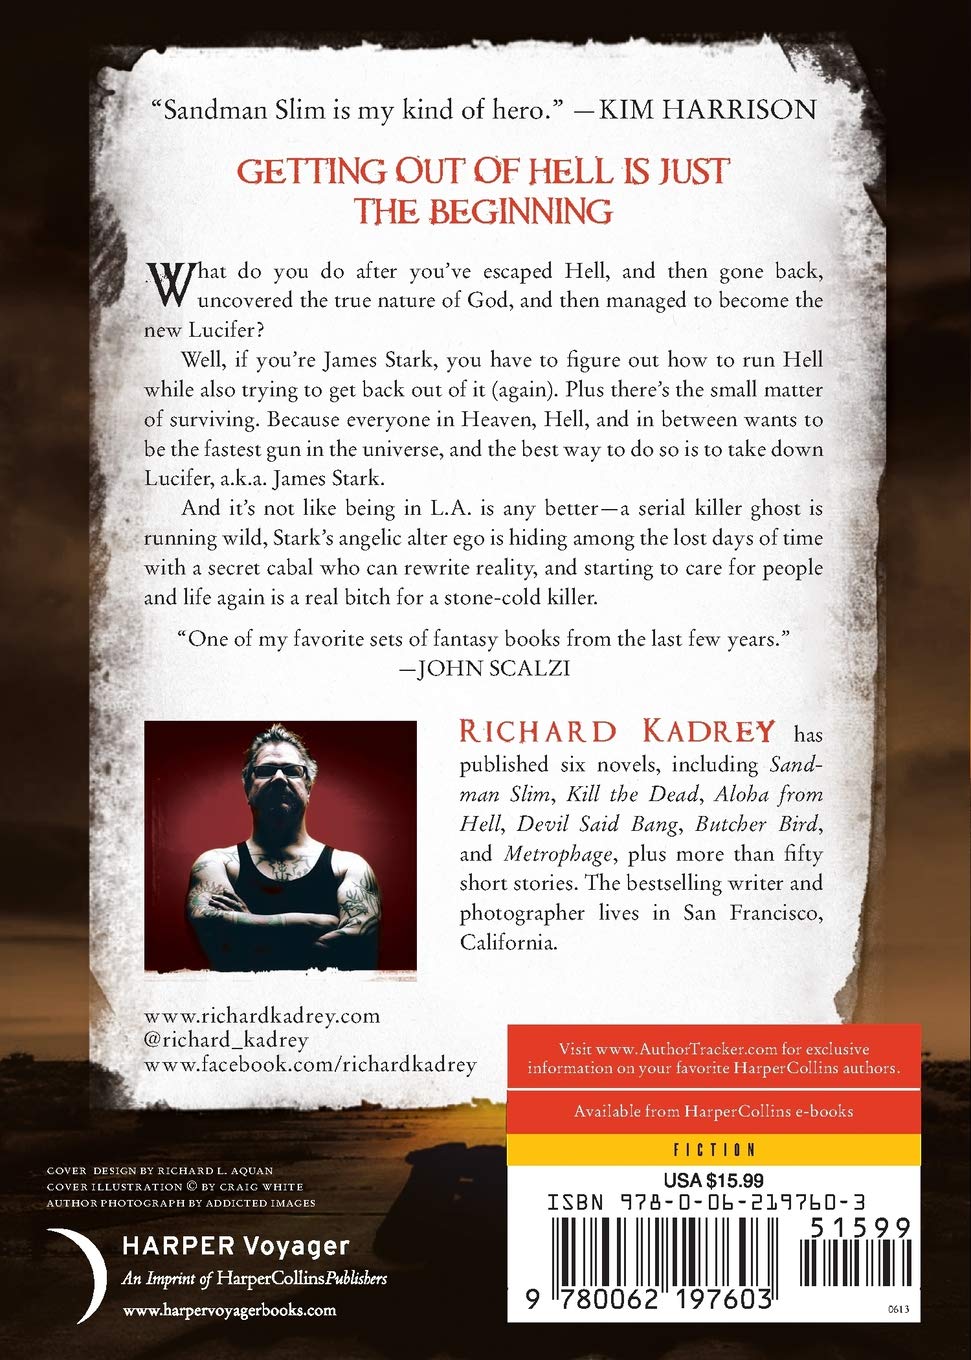 “Sandman Slim is my kind of hero.” —KIM HARRISON
GETTING OUT OF HELL IS JUST
THE BEGINNING
What do you do after you’ve escaped Hell, and then gone back,
uncovered the true nature of God, and then managed to become the
new Lucifer?
Well, if you’re James Stark, you have to figure out how to run Hell
while also trying to get back out of it (again). Plus there’s the small matter
of surviving. Because everyone in Heaven, Hell, and in between wants to
be the fastest gun in the universe, and the best way to do so is to take down
Lucifer, a.k.a. James Stark.
And it’s not like being in L.A. is any better—a serial killer ghost is
running wild, Stark’s angelic alter ego is hiding among the lost days of time
with a secret cabal who can rewrite reality, and starting to care for people
and life again is a real bitch for a stone-cold killer.
“One of my favorite sets of fantasy books from the last few years.”
—JOHN SCALZI
RICHARD KADREY has
published six novels, including Sand-
man Slim, Kill the Dead, Aloha from
Hell, Devil Said Bang, Butcher Bird,
and Metrophage, plus more than fifty
short stories. The bestselling writer and
photographer lives in San Francisco,
California.
www.richardkadrey.com
@richard_kadrey
www.facebook.com/richardkadrey
Visit www.AuthorTracker.com for exclusive
information on your favorite HarperCollins authors.
Available from HarperCollins e-books
FICTION
USA $15.99
ISBN 978-0-06-219760-3
51599
9 780062 197603
0613
COVER DESIGN BY RICHARD L. AQUAN
COVER ILLUSTRATION © BY CRAIG WHITE
AUTHOR PHOTOGRAPH BY ADDICTED IMAGES
HARPER Voyager
An Imprint of HarperCollinsPublishers
www.harpervoyagerbooks.com